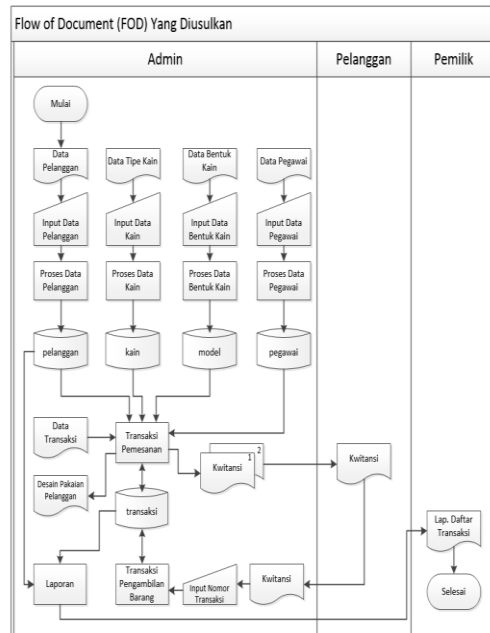 Flow of Document (FOD) Yang Diusulkan
Admin
Pelanggan
Pemilik
Mulai
Data
Pelanggan
Data Tipe Kain
Data Bentuk
Kain
Data Pegawai
Input Data
Pelanggan
Input Data
Kain
Input Data
Bentuk Kain
Input Data
Pegawai
Proses Data
Pelanggan
Proses Data
Kain
Proses Data
Bentuk Kain
Proses Data
Pegawai
pelanggan
kain
model
pegawai
Data
Transaksi
Transaksi
Pemesanan
2
1
Kwitansi
Kwitansi
Desain Pakaian
Pelanggan
transaksi
Lap. Daftar
Transaksi
Laporan
Transaksi
Pengambilan
Barang
Input Nomor
Transaksi
Kwitansi
Selesai